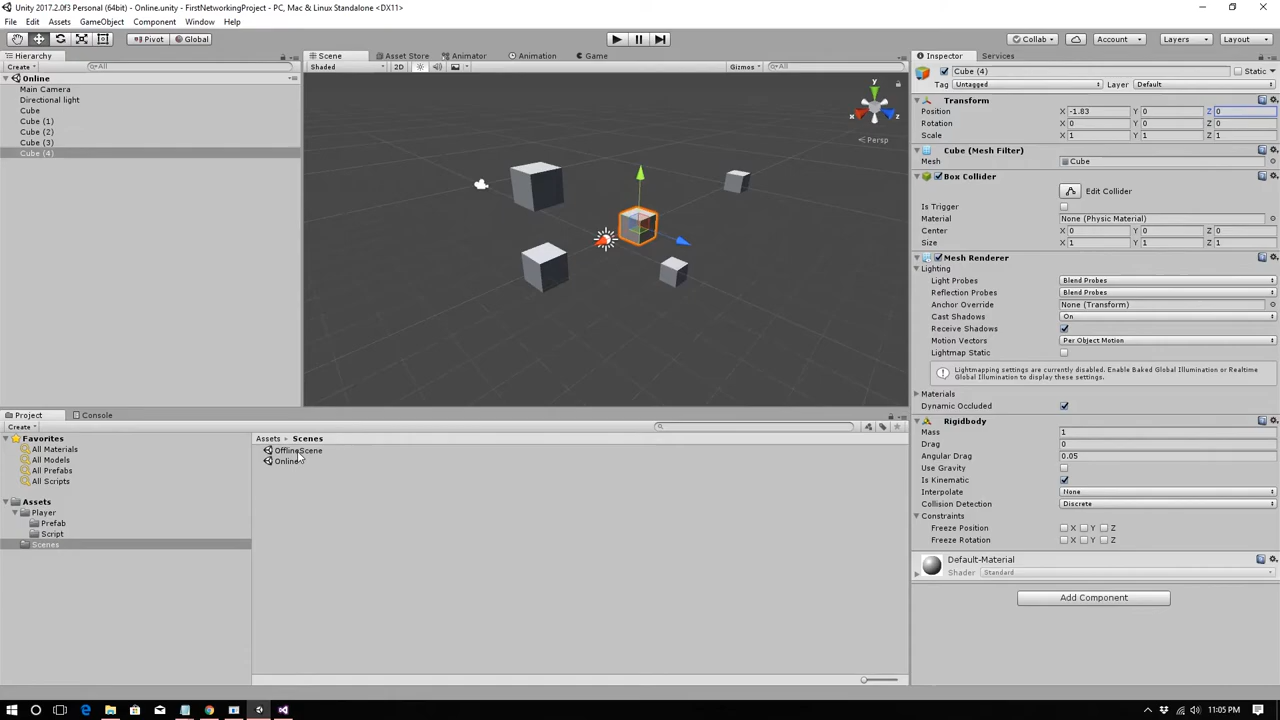 Unity 2017.2.0f3 Personal (64bit) - Online.unity - FirstNetworkingProject - PC, Mac & Linux Standalone <DX11>
File Edit Assets GameObject Component Window Help
Pivot Global Collab Account Layers Layout
Hierarchy
Create All
Online
Main Camera
Directional light
Cube
Cube (1)
Cube (2)
Cube (3)
Cube (4)
Scene Asset Store Animator Animation Game
Shaded 2D Gizmos All
y
x z
Persp
Project Console
Create
Favorites
All Materials
All Models
All Prefabs
All Scripts
Assets
Player
Prefab
Script
Scenes
Assets Scenes
OfflineScene
Online
Inspector Services
Cube (4) Static
Tag Untagged Layer Default
Transform
Position X -1.83 Y 0 Z 0
Rotation X 0 Y 0 Z 0
Scale X 1 Y 1 Z 1
Cube (Mesh Filter)
Mesh Cube
Box Collider
Edit Collider
Is Trigger
Material None (Physic Material)
Center X 0 Y 0 Z 0
Size X 1 Y 1 Z 1
Mesh Renderer
Lighting
Light Probes Blend Probes
Reflection Probes Blend Probes
Anchor Override None (Transform)
Cast Shadows On
Receive Shadows
Motion Vectors Per Object Motion
Lightmap Static
Lightmapping settings are currently disabled. Enable Baked Global Illumination or Realtime
Global Illumination to display these settings.
Materials
Dynamic Occluded
Rigidbody
Mass 1
Drag 0
Angular Drag 0.05
Use Gravity
Is Kinematic
Interpolate None
Collision Detection Discrete
Constraints
Freeze Position X Y Z
Freeze Rotation X Y Z
Default-Material
Shader Standard
Add Component
11:05 PM